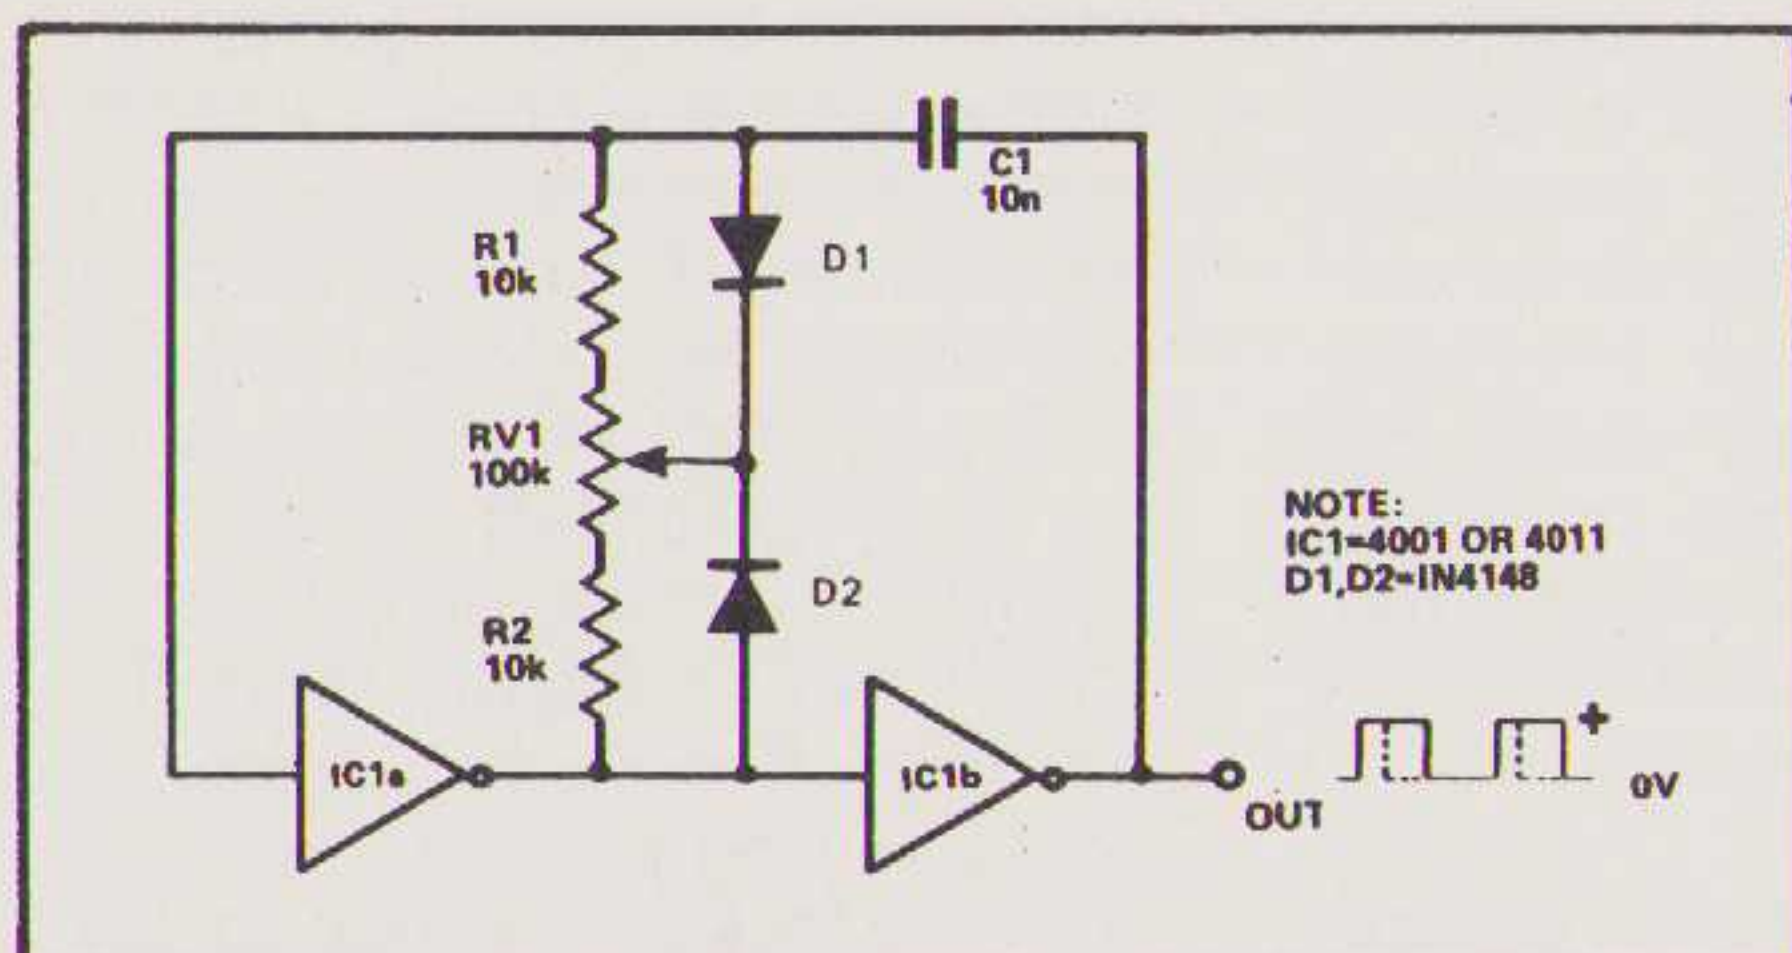 C1
10n
R1
10k
D1
RV1
100k
NOTE:
IC1=4001 OR 4011
D1,D2=IN4148
D2
R2
10k
IC1a
IC1b
OUT
+
0V